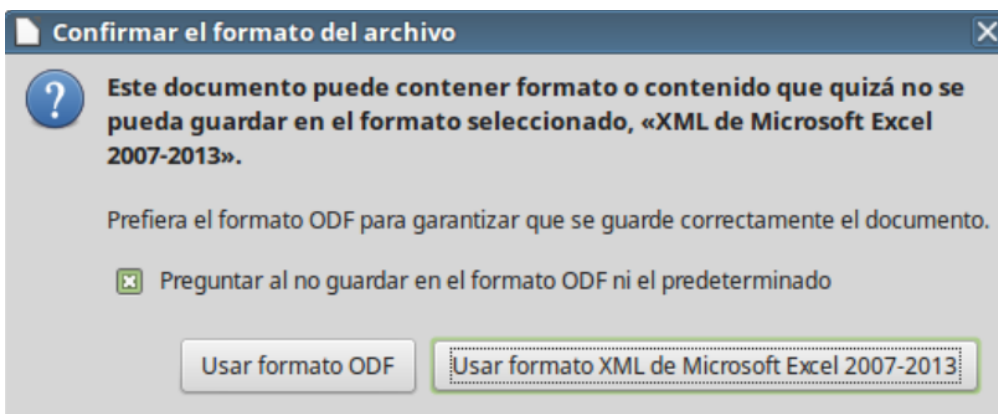 Confirmar el formato del archivo
Este documento puede contener formato o contenido que quizá no se
pueda guardar en el formato seleccionado, «XML de Microsoft Excel
2007-2013».
Prefiera el formato ODF para garantizar que se guarde correctamente el documento.
Preguntar al no guardar en el formato ODF ni el predeterminado
Usar formato ODF
Usar formato XML de Microsoft Excel 2007-2013